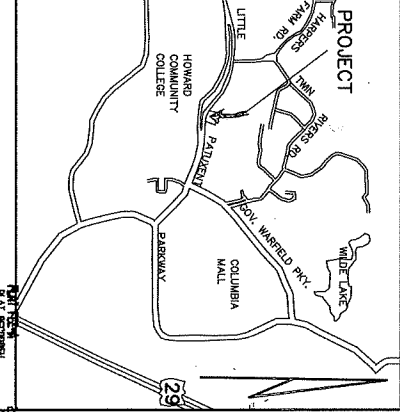 PROJECT
HARPERS
FARM RD.
LITTLE
TWIN
RIVERS RD.
HOWARD
COMMUNITY
COLLEGE
PATUXENT
PARKWAY
GOV. WARFIELD PKY.
WILDE LAKE
COLUMBIA
MALL
29